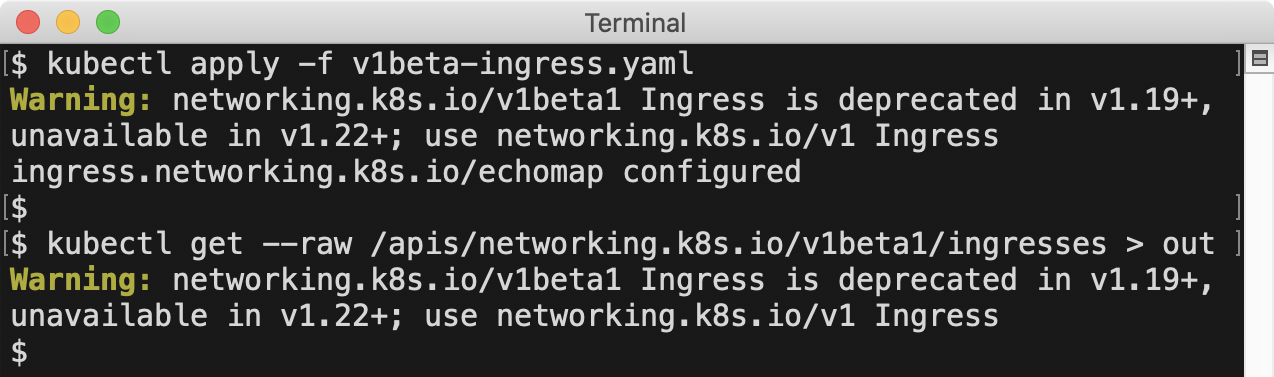 Terminal
[$ kubectl apply -f v1beta-ingress.yaml ]
Warning: networking.k8s.io/v1beta1 Ingress is deprecated in v1.19+,
unavailable in v1.22+; use networking.k8s.io/v1 Ingress
ingress.networking.k8s.io/echomap configured
[$ ]
[$ kubectl get --raw /apis/networking.k8s.io/v1beta1/ingresses > out ]
Warning: networking.k8s.io/v1beta1 Ingress is deprecated in v1.19+,
unavailable in v1.22+; use networking.k8s.io/v1 Ingress
$